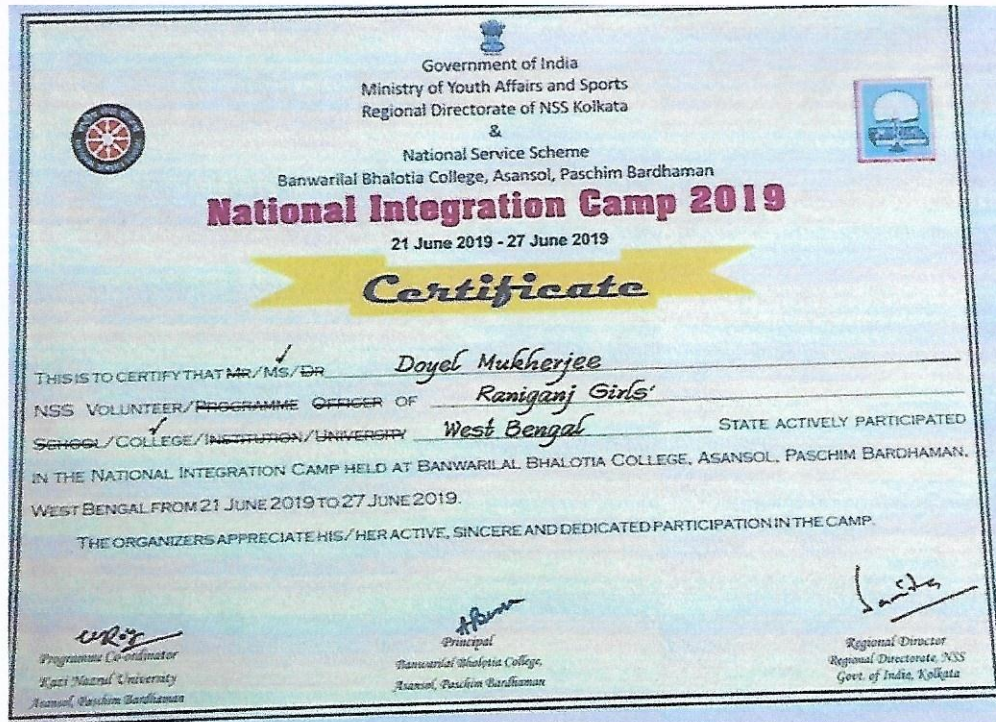 Government of India
Ministry of Youth Affairs and Sports
Regional Directorate of NSS Kolkata
&
National Service Scheme
Banwarilal Bhalotia College, Asansol, Paschim Bardhaman
National Integration Camp 2019
21 June 2019 - 27 June 2019
Certificate
THIS IS TO CERTIFY THAT MR/MS/DR Doyel Mukherjee
NSS VOLUNTEER/PROGRAMME OFFICER OF Raniganj Girls'
SCHOOL/COLLEGE/INSTITUTION/UNIVERSITY West Bengal STATE ACTIVELY PARTICIPATED
IN THE NATIONAL INTEGRATION CAMP HELD AT BANWARILAL BHALOTIA COLLEGE, ASANSOL, PASCHIM BARDHAMAN,
WEST BENGAL FROM 21 JUNE 2019 TO 27 JUNE 2019.
THE ORGANIZERS APPRECIATE HIS/HER ACTIVE, SINCERE AND DEDICATED PARTICIPATION IN THE CAMP.
Programme Co-ordinator
Kazi Nazrul University
Asansol, Paschim Bardhaman
Principal
Banwarilal Bhalotia College,
Asansol, Paschim Bardhaman
Regional Director
Regional Directorate, NSS
Govt. of India, Kolkata